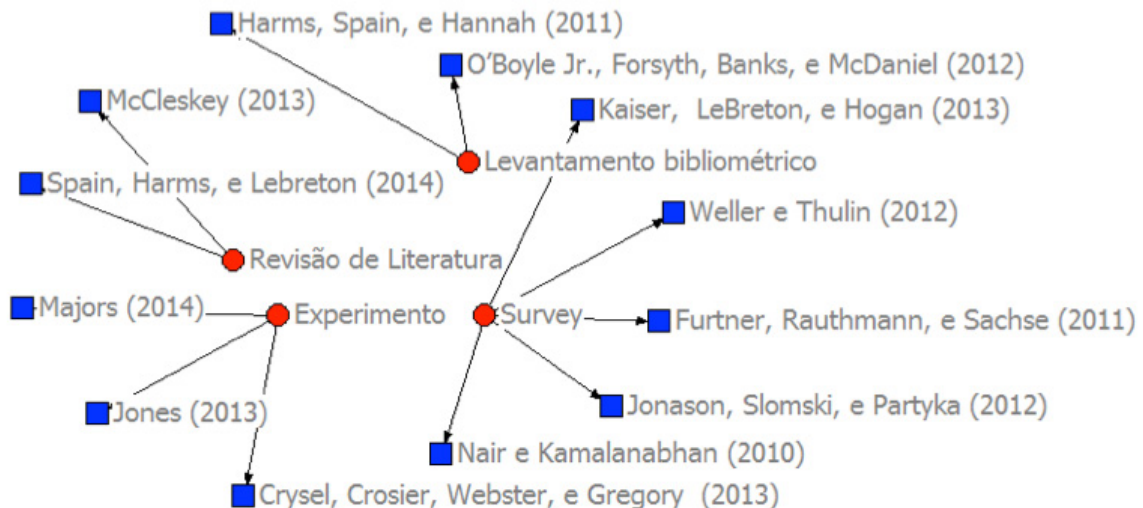 Harms, Spain, e Hannah (2011)
O'Boyle Jr., Forsyth, Banks, e McDaniel (2012)
McCleskey (2013)
Kaiser, LeBreton, e Hogan (2013)
Levantamento bibliométrico
Spain, Harms, e Lebreton (2014)
Weller e Thulin (2012)
Revisão de Literatura
Majors (2014)
Experimento
Survey
Furtner, Rauthmann, e Sachse (2011)
Jones (2013)
Jonason, Slomski, e Partyka (2012)
Nair e Kamalanabhan (2010)
Crysel, Crosier, Webster, e Gregory (2013)